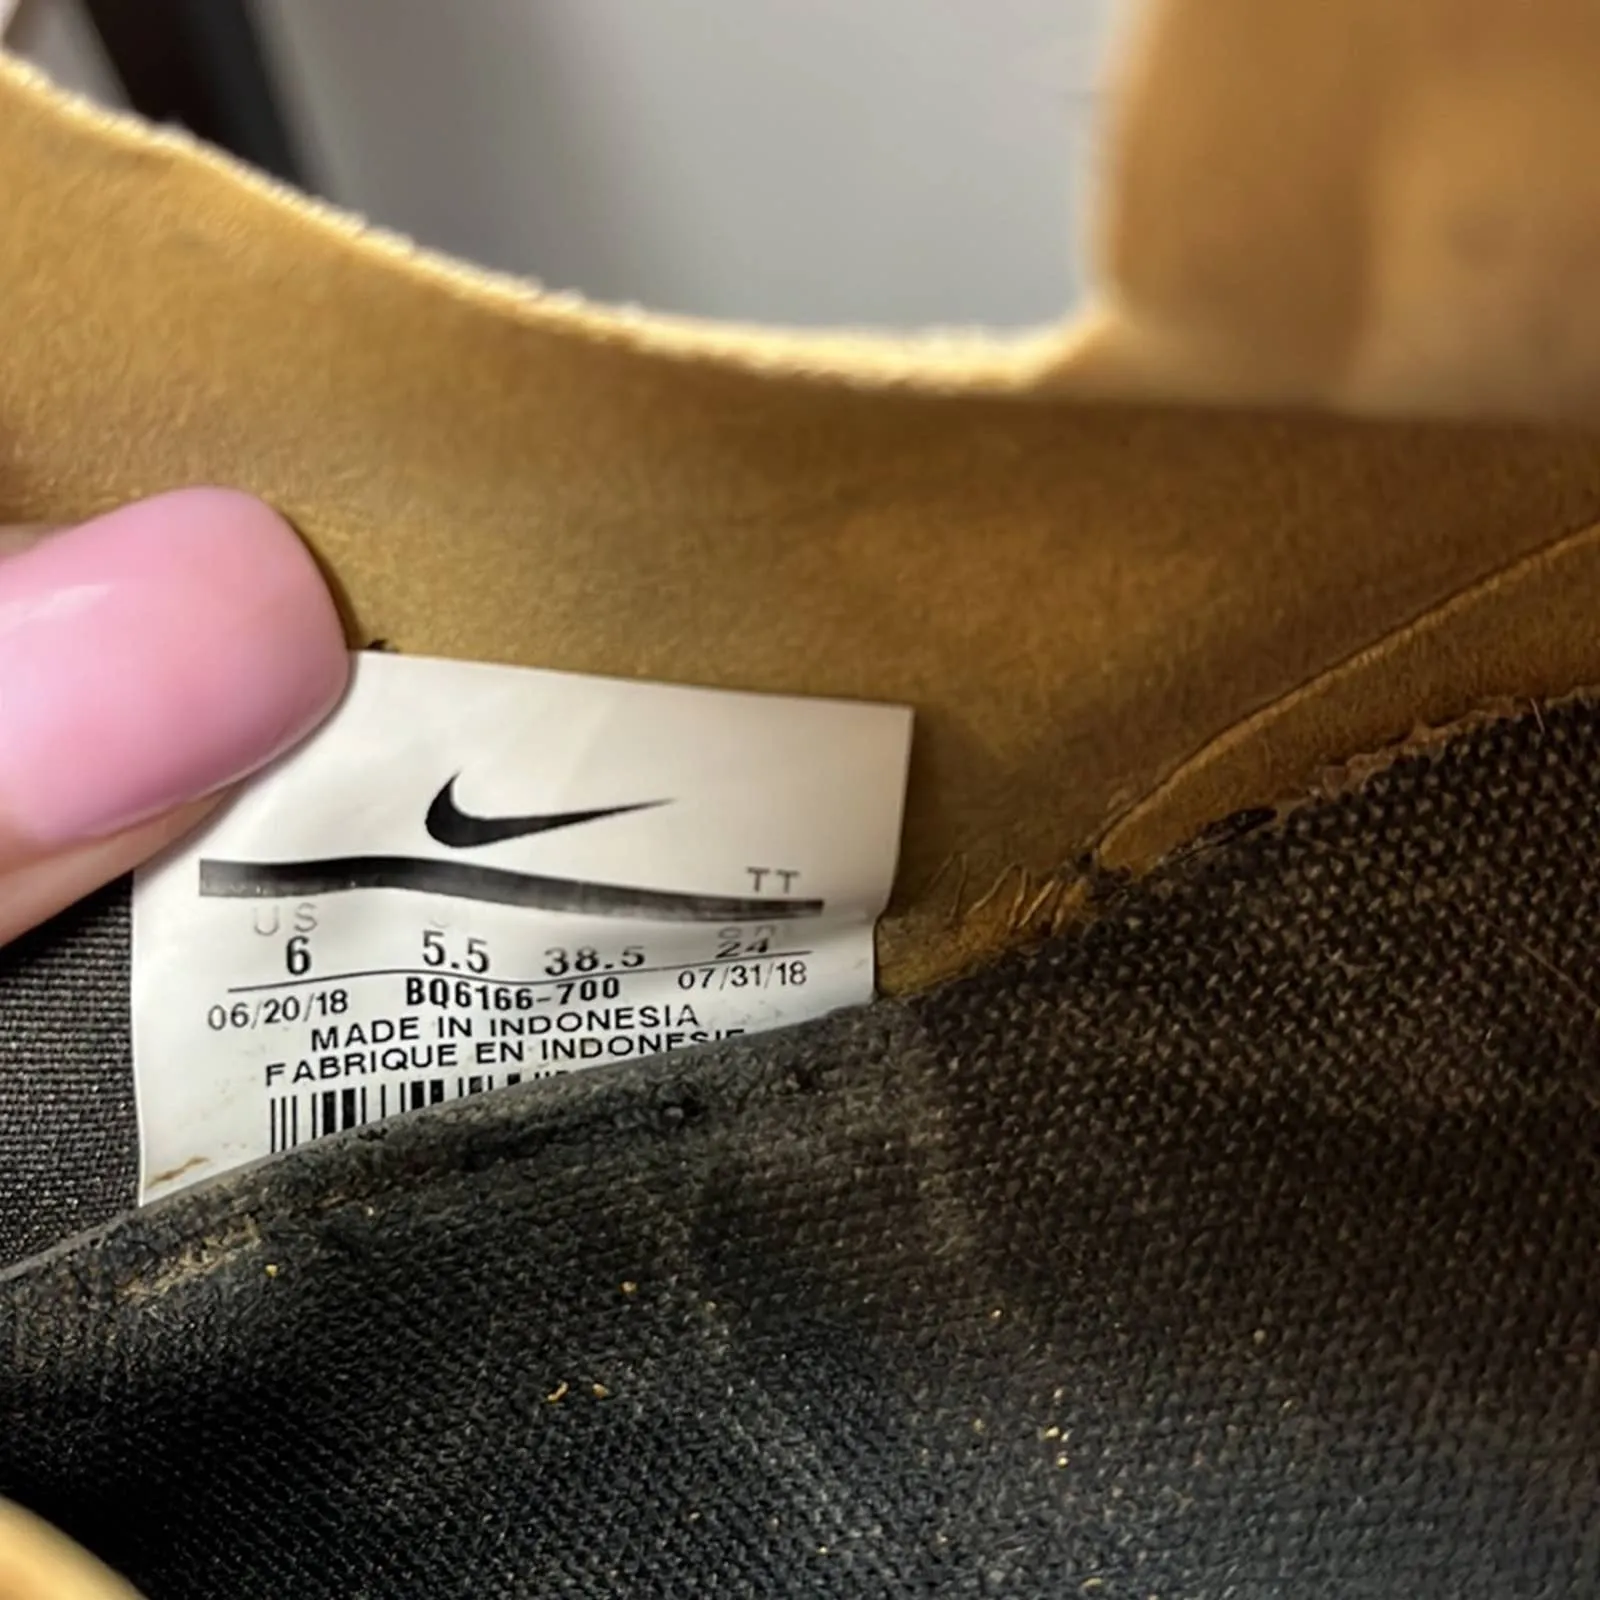 TT
US cm
6 5.5 38.5 24
06/20/18 BQ6166-700 07/31/18
MADE IN INDONESIA
FABRIQUE EN INDONESIE